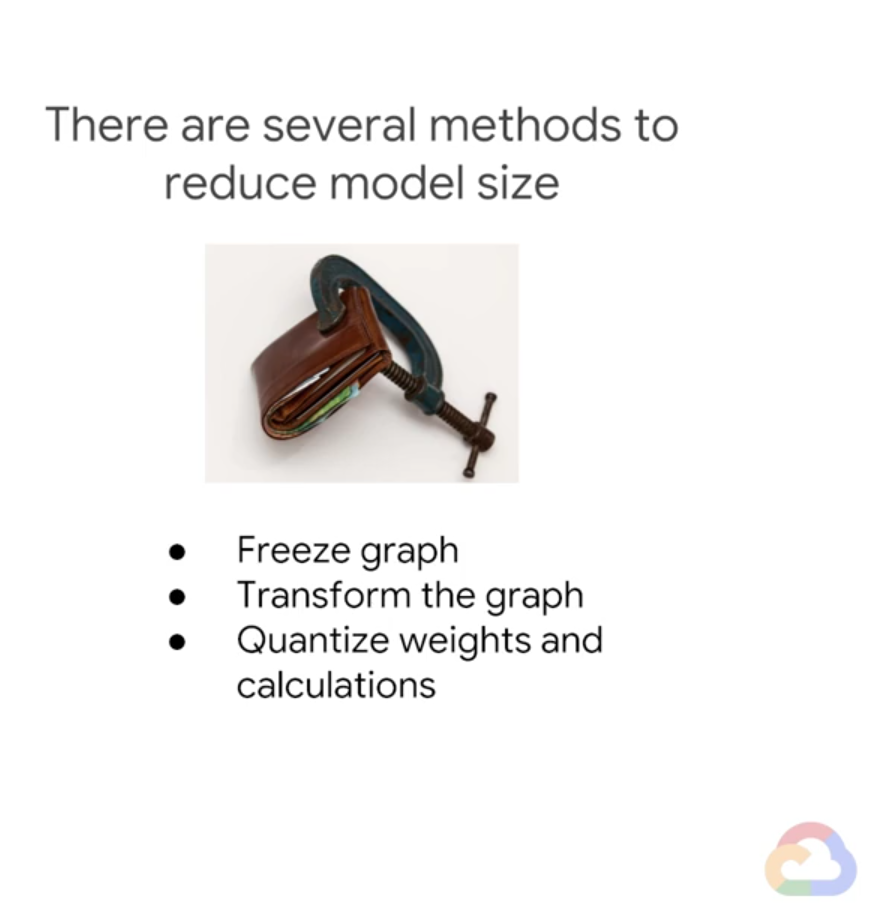 There are several methods to
reduce model size
● Freeze graph
● Transform the graph
● Quantize weights and
calculations